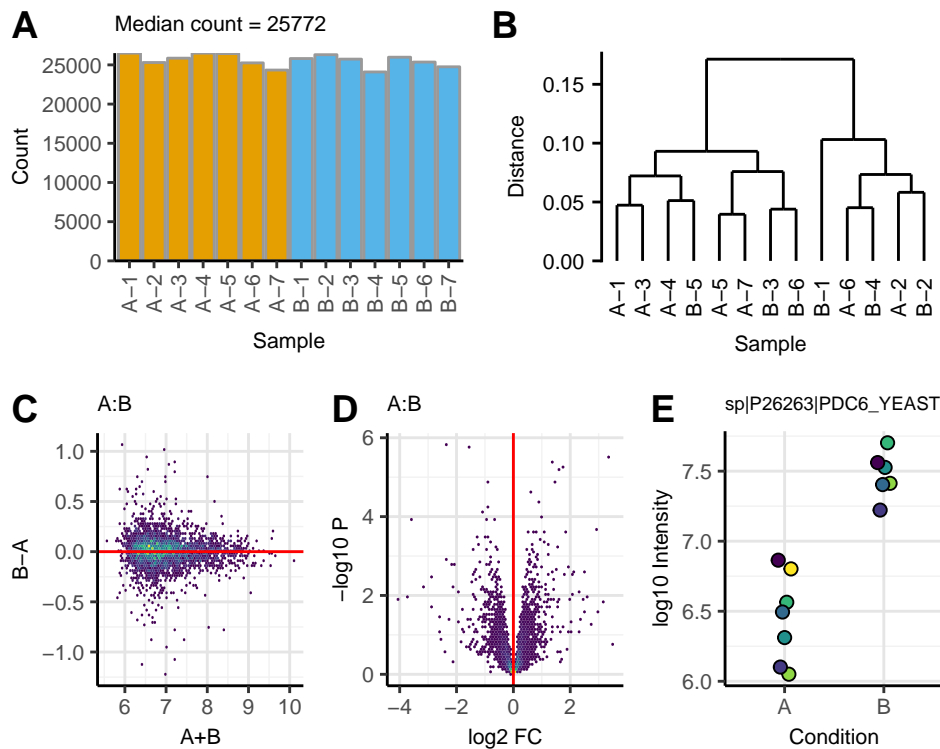 A
Median count = 25772
Count
25000
20000
15000
10000
5000
0
A−1 A−2 A−3 A−4 A−5 A−6 A−7 B−1 B−2 B−3 B−4 B−5 B−6 B−7
Sample
B
Distance
0.15
0.10
0.05
0.00
A−1 A−3 A−4 B−5 A−5 A−7 B−3 B−6 B−1 A−6 B−4 A−2 B−2
Sample
C
A:B
B−A
1.0
0.5
0.0
−0.5
−1.0
6 7 8 9 10
A+B
D
A:B
−log10 P
6
4
2
0
−4 −2 0 2
log2 FC
E
sp|P26263|PDC6_YEAST
log10 Intensity
7.5
7.0
6.5
6.0
A B
Condition